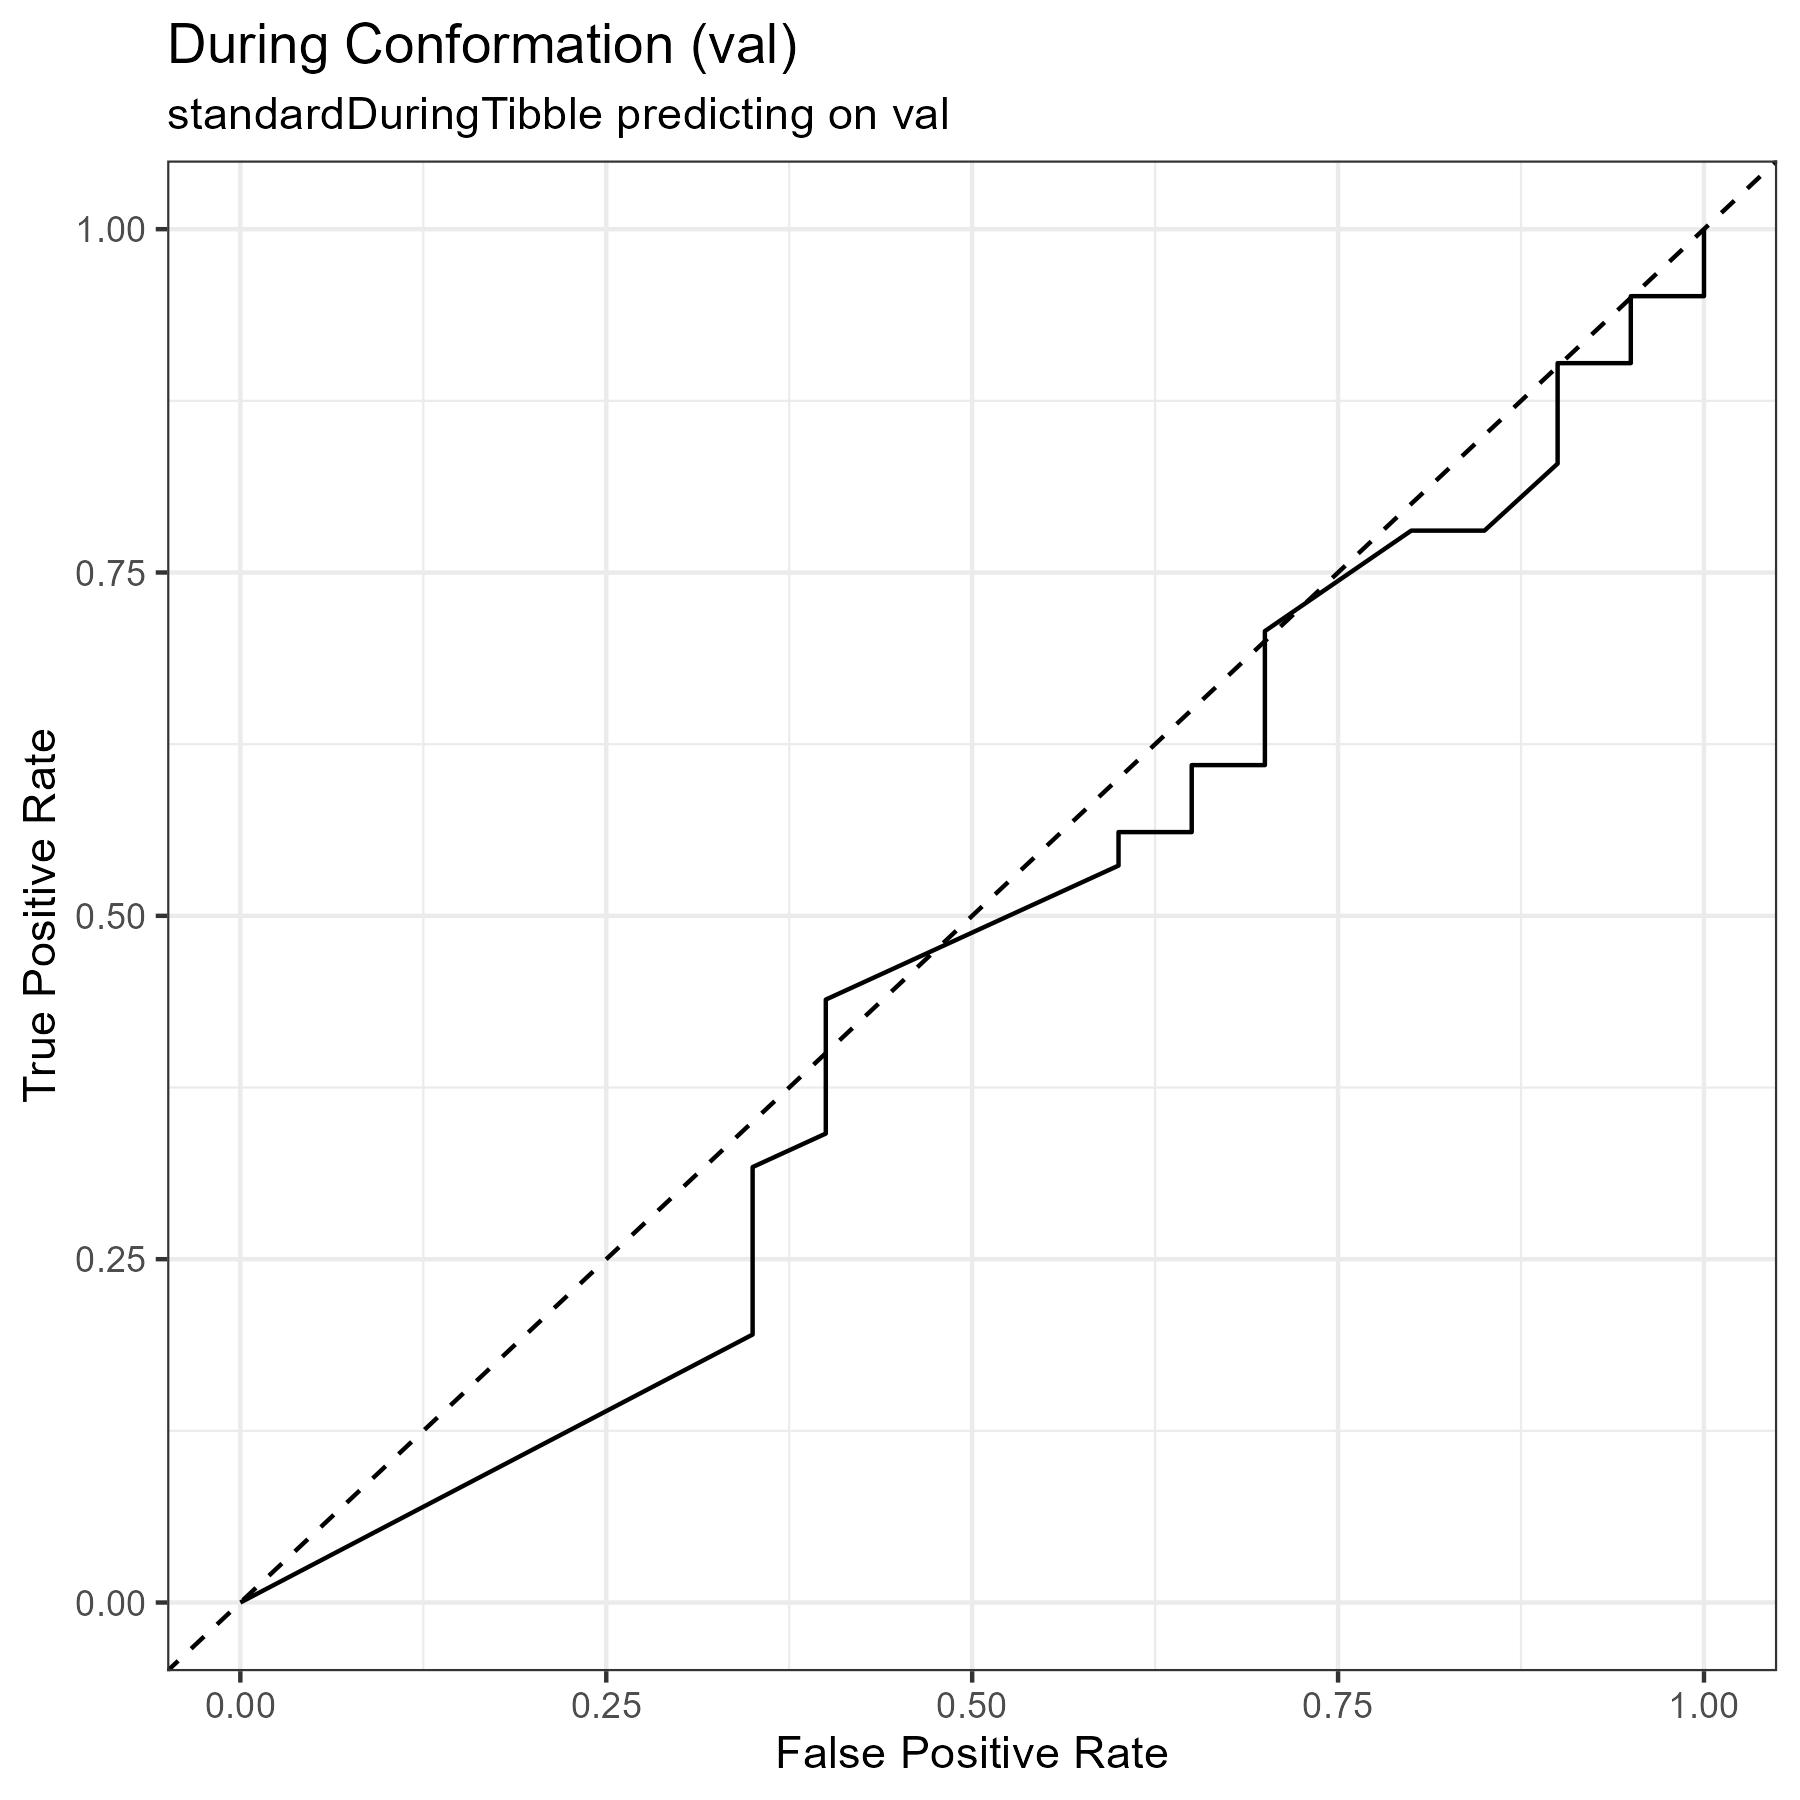 During Conformation (val)
standardDuringTibble predicting on val
True Positive Rate
1.00
0.75
0.50
0.25
0.00
0.00 0.25 0.50 0.75 1.00
False Positive Rate